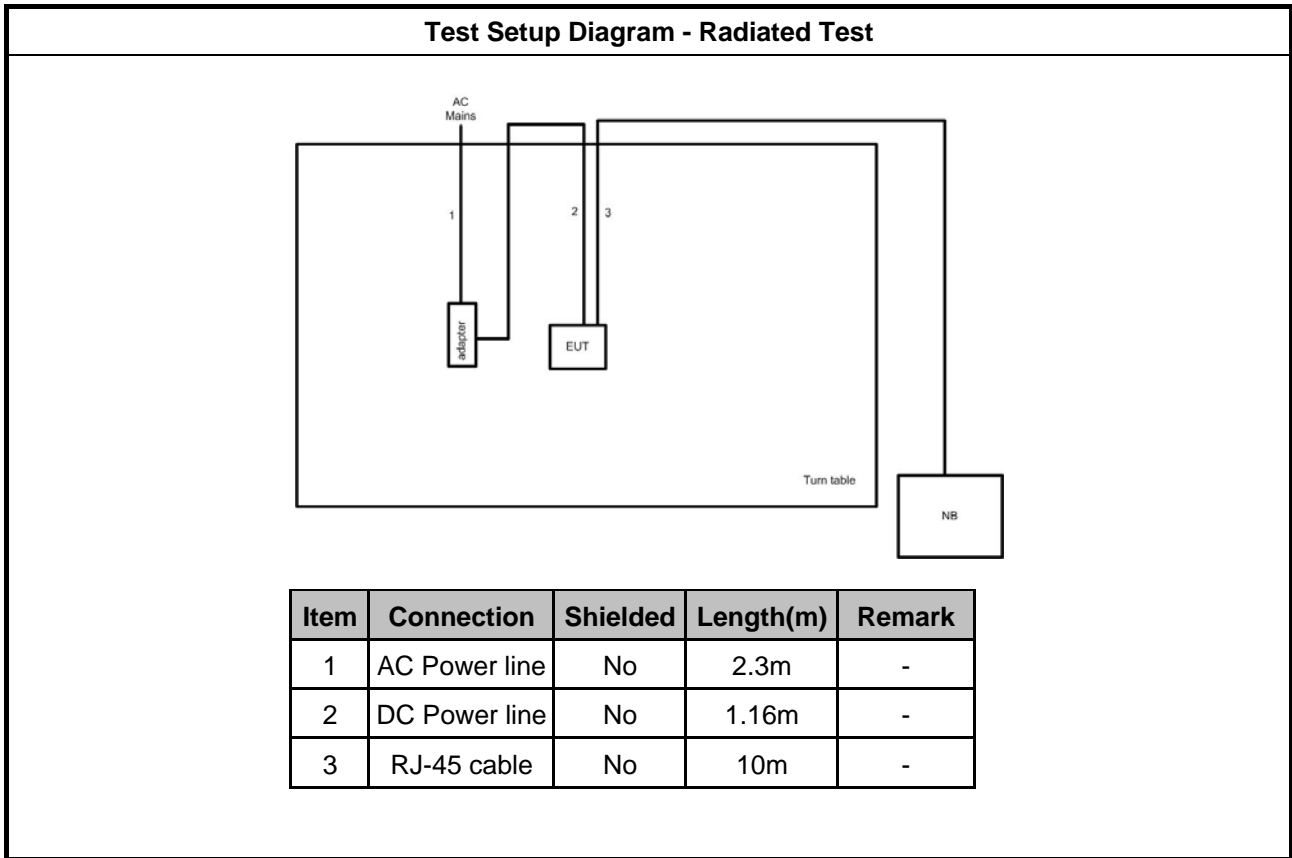 Test Setup Diagram - Radiated Test
AC
Mains
1
2
3
adapter
EUT
Turn table
NB
Item Connection Shielded Length(m) Remark
1 AC Power line No 2.3m -
2 DC Power line No 1.16m -
3 RJ-45 cable No 10m -